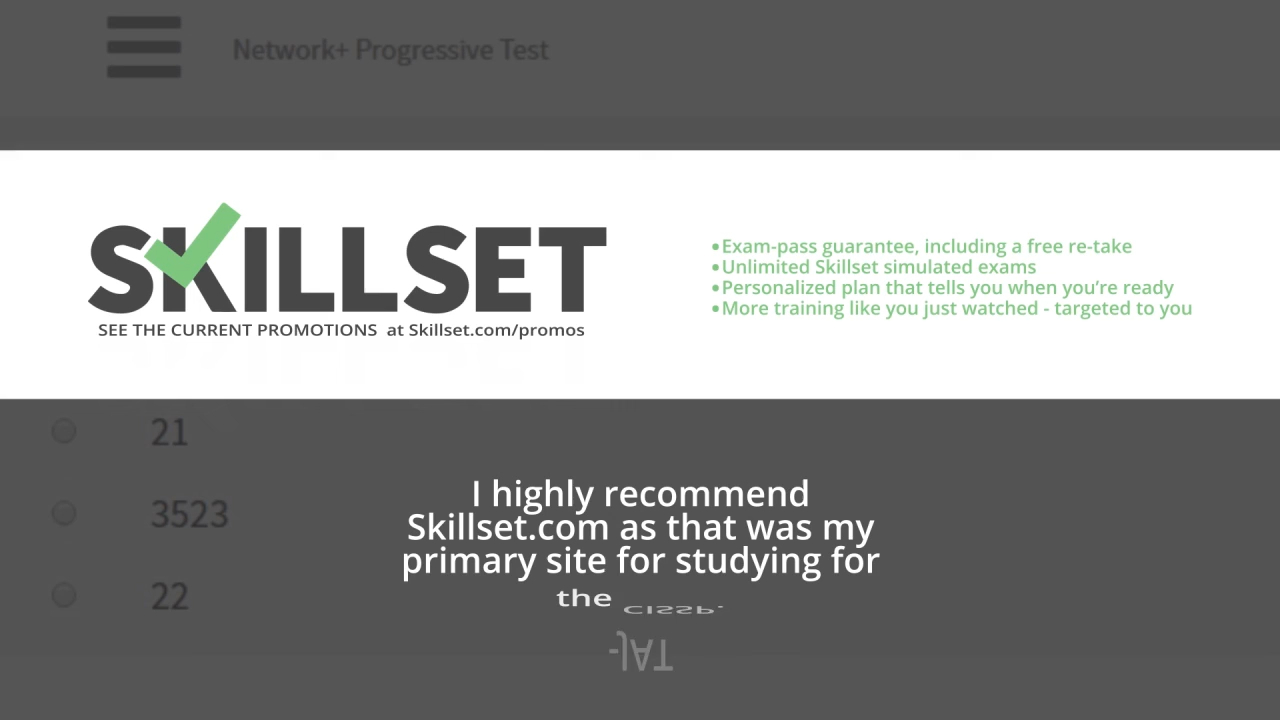 Network+ Progressive Test
SKILLSET
SEE THE CURRENT PROMOTIONS at Skillset.com/promos
•Exam-pass guarantee, including a free re-take
•Unlimited Skillset simulated exams
•Personalized plan that tells you when you're ready
•More training like you just watched - targeted to you
21
3523
22
I highly recommend
Skillset.com as that was my
primary site for studying for
the CISSP.
-JAT